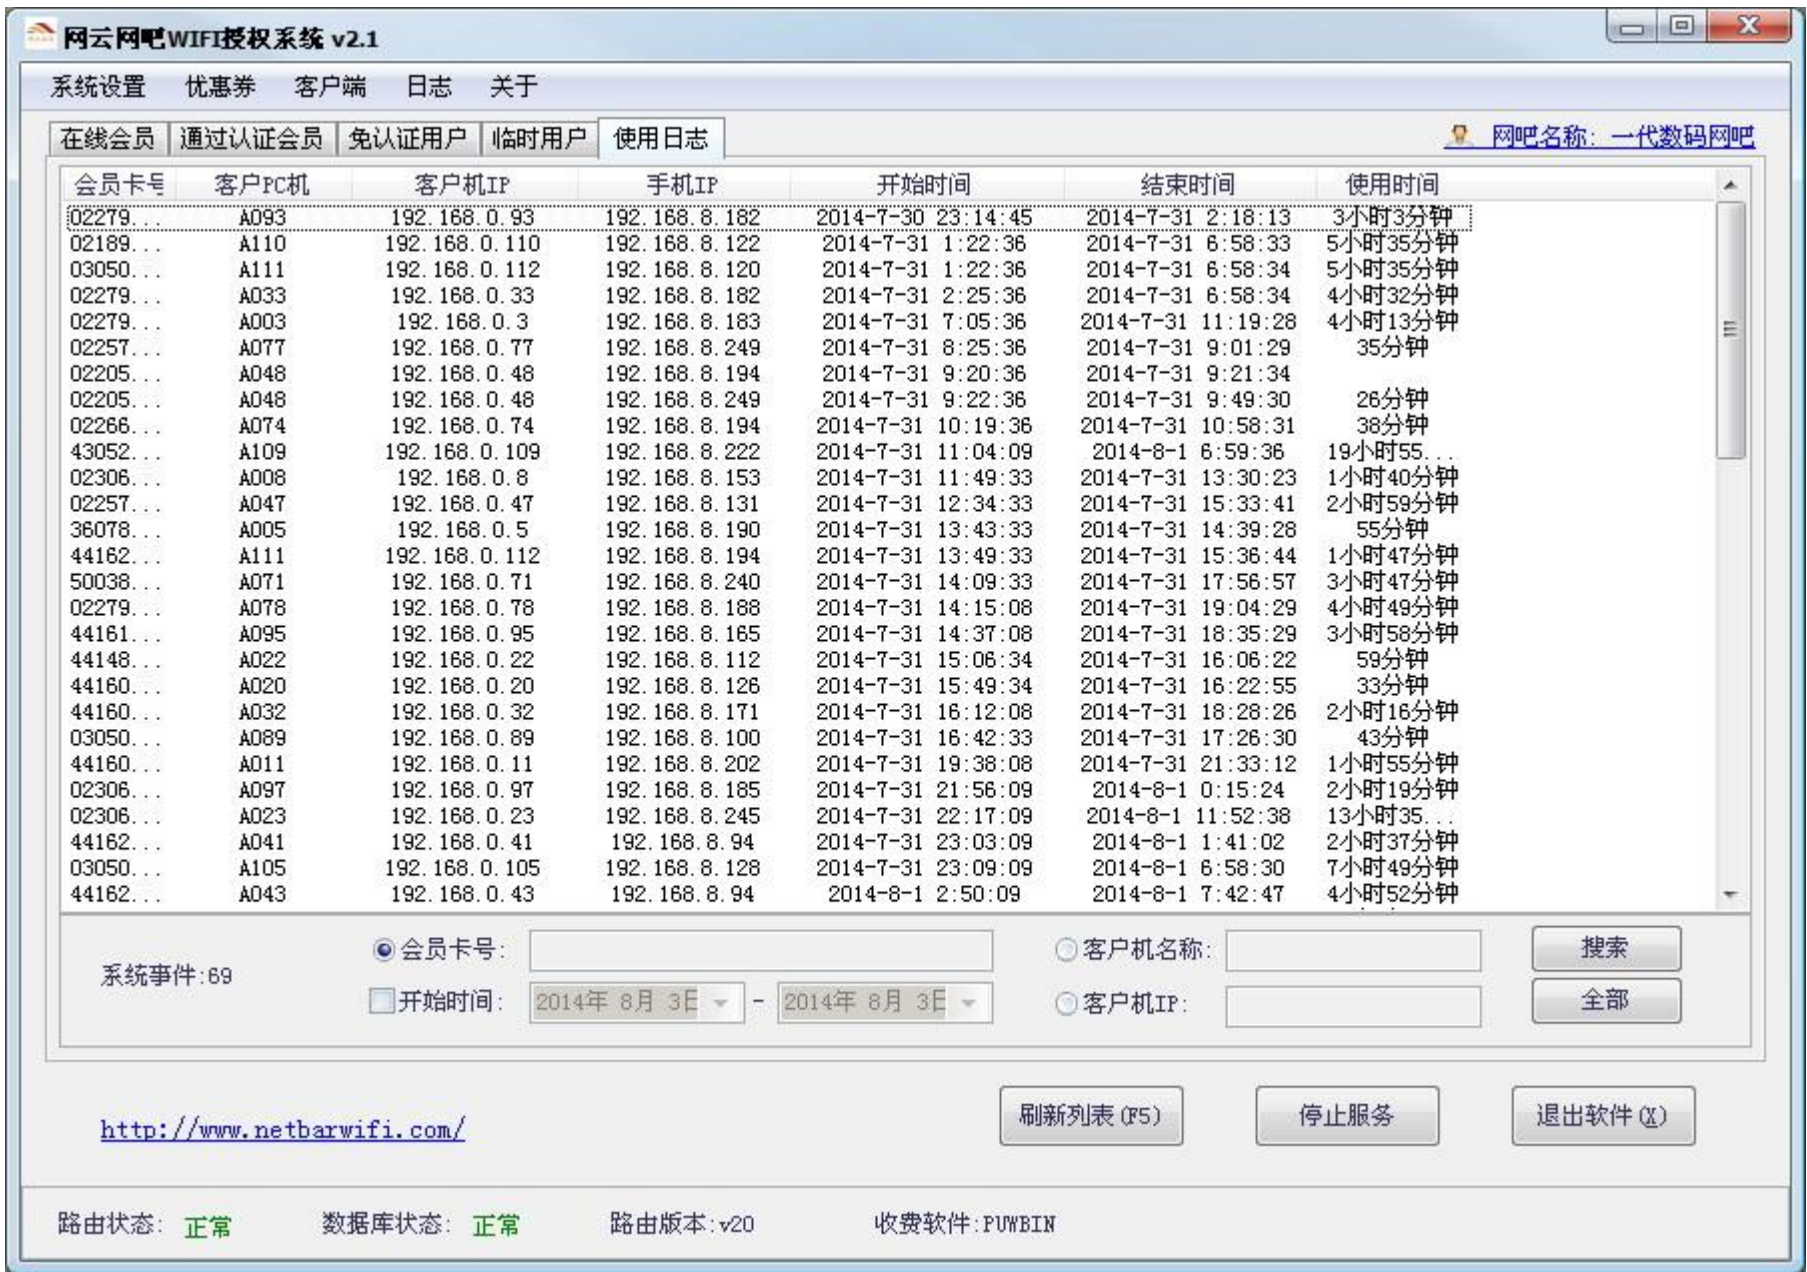 网云网吧WIFI授权系统 v2.1
系统设置 优惠券 客户端 日志 关于
在线会员 通过认证会员 免认证用户 临时用户 使用日志 网吧名称: 一代数码网吧
会员卡号 客户PC机 客户机IP 手机IP 开始时间 结束时间 使用时间
02279... A093 192.168.0.93 192.168.8.182 2014-7-30 23:14:45 2014-7-31 2:18:13 3小时3分钟
02189... A110 192.168.0.110 192.168.8.122 2014-7-31 1:22:36 2014-7-31 6:58:33 5小时35分钟
03050... A111 192.168.0.112 192.168.8.120 2014-7-31 1:22:36 2014-7-31 6:58:34 5小时35分钟
02279... A033 192.168.0.33 192.168.8.182 2014-7-31 2:25:36 2014-7-31 6:58:34 4小时32分钟
02279... A003 192.168.0.3 192.168.8.183 2014-7-31 7:05:36 2014-7-31 11:19:28 4小时13分钟
02257... A077 192.168.0.77 192.168.8.249 2014-7-31 8:25:36 2014-7-31 9:01:29 35分钟
02205... A048 192.168.0.48 192.168.8.194 2014-7-31 9:20:36 2014-7-31 9:21:34
02205... A048 192.168.0.48 192.168.8.249 2014-7-31 9:22:36 2014-7-31 9:49:30 26分钟
02266... A074 192.168.0.74 192.168.8.194 2014-7-31 10:19:36 2014-7-31 10:58:31 38分钟
43052... A109 192.168.0.109 192.168.8.222 2014-7-31 11:04:09 2014-8-1 6:59:36 19小时55...
02306... A008 192.168.0.8 192.168.8.153 2014-7-31 11:49:33 2014-7-31 13:30:23 1小时40分钟
02257... A047 192.168.0.47 192.168.8.131 2014-7-31 12:34:33 2014-7-31 15:33:41 2小时59分钟
36078... A005 192.168.0.5 192.168.8.190 2014-7-31 13:43:33 2014-7-31 14:39:28 55分钟
44162... A111 192.168.0.112 192.168.8.194 2014-7-31 13:49:33 2014-7-31 15:36:44 1小时47分钟
50038... A071 192.168.0.71 192.168.8.240 2014-7-31 14:09:33 2014-7-31 17:56:57 3小时47分钟
02279... A078 192.168.0.78 192.168.8.188 2014-7-31 14:15:08 2014-7-31 19:04:29 4小时49分钟
44161... A095 192.168.0.95 192.168.8.165 2014-7-31 14:37:08 2014-7-31 18:35:29 3小时58分钟
44148... A022 192.168.0.22 192.168.8.112 2014-7-31 15:06:34 2014-7-31 16:06:22 59分钟
44160... A020 192.168.0.20 192.168.8.126 2014-7-31 15:49:34 2014-7-31 16:22:55 33分钟
44160... A032 192.168.0.32 192.168.8.171 2014-7-31 16:12:08 2014-7-31 18:28:26 2小时16分钟
03050... A089 192.168.0.89 192.168.8.100 2014-7-31 16:42:33 2014-7-31 17:26:30 43分钟
44160... A011 192.168.0.11 192.168.8.202 2014-7-31 19:38:08 2014-7-31 21:33:12 1小时55分钟
02306... A097 192.168.0.97 192.168.8.185 2014-7-31 21:56:09 2014-8-1 0:15:24 2小时19分钟
02306... A023 192.168.0.23 192.168.8.245 2014-7-31 22:17:09 2014-8-1 11:52:38 13小时35...
44162... A041 192.168.0.41 192.168.8.94 2014-7-31 23:03:09 2014-8-1 1:41:02 2小时37分钟
03050... A105 192.168.0.105 192.168.8.128 2014-7-31 23:09:09 2014-8-1 6:58:30 7小时49分钟
44162... A043 192.168.0.43 192.168.8.94 2014-8-1 2:50:09 2014-8-1 7:42:47 4小时52分钟
系统事件:69 会员卡号: 客户机名称: 搜索
开始时间: 2014年 8月 3日 - 2014年 8月 3日 客户机IP: 全部
http://www.netbarwifi.com/ 刷新列表(F5) 停止服务 退出软件(X)
路由状态: 正常 数据库状态: 正常 路由版本:v20 收费软件:PUWBIN